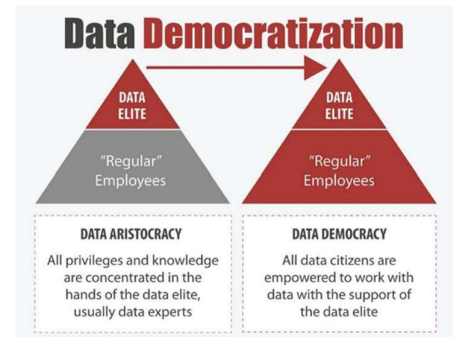 Data Democratization
DATA
ELITE
"Regular"
Employees
DATA
ELITE
"Regular"
Employees
DATA ARISTOCRACY
All privileges and knowledge
are concentrated in the
hands of the data elite,
usually data experts
DATA DEMOCRACY
All data citizens are
empowered to work with
data with the support of
the data elite